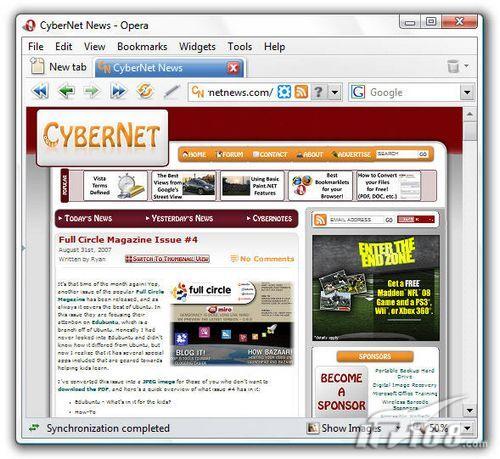 CyberNet News - Opera
File Edit View Bookmarks Widgets Tools Help
New tab
CyberNet News
netnews.com/
Google
CYBERNET
HOME FORUM CONTACT ABOUT ADVERTISE SEARCH GO
POPULAR
Vista Terms Defined
The Best Views from Google's Street View
Using Basic Paint.NET Features
Best Bookmarklets for your Browser!
How to Convert your Files for Free! (PDF, DOC, etc.)
TODAY'S NEWS YESTERDAY'S NEWS CYBERNOTES
EMAIL ADDRESS GO
Full Circle Magazine Issue #4
August 31st, 2007
Written by Ryan
SWITCH TO THUMBNAIL VIEW
No Comments
It's that time of the month again! Yep,
another issue of the popular Full Circle
Magazine has been released, and as
always it covers the best of Ubuntu. In
this issue they are focusing their
attention on Edubuntu, which is a
branch off of Ubuntu. Honestly I had
never looked into Edubuntu and didn't
know how it differed from Ubuntu, but
now I realize that it has several special
apps included that are geared towards
helping kids learn.
full circle
miro
BLOG IT!
HOW BAZAAR!
I've converted this issue into a JPEG image for those of you who don't want to
download the PDF, and here's a quick overview of what issue #4 has in it:
Edubuntu - What's in it for the kids?
HowTo
ENTER THE END ZONE.
Get a FREE
Madden NFL 08
Game and a PS3,
Wii, or Xbox 360.
SPONSORS
BECOME A SPONSOR
Portable Backup Hard Drive
Digital Image Recovery
Microsoft Office Training
Wireless Barcode Scanners
Synchronization completed
Show Images
50%
IT168.com